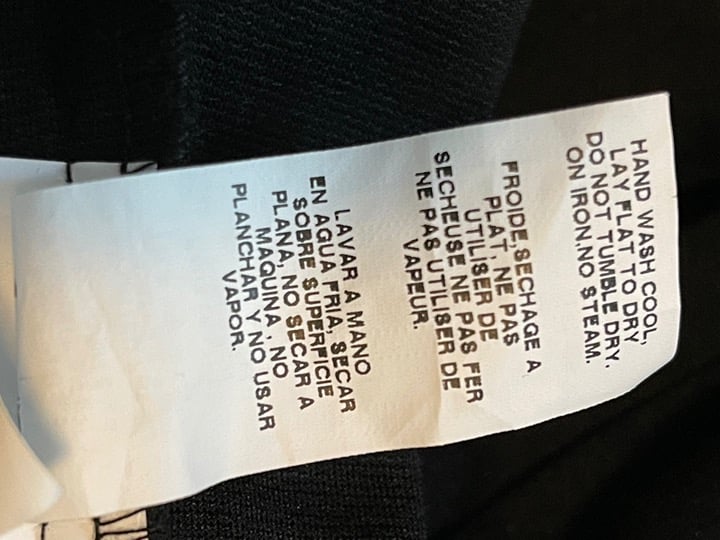 HAND WASH COOL,
LAY FLAT TO DRY
DO NOT TUMBLE DRY.
ON IRON.NO STEAM.
FROIDE,SECHAGE A
PLAT. NE PAS
UTILISER DE
SECHEUSE NE PAS FER
NE PAS UTILISER DE
VAPEUR.
LAVAR A MANO
EN AGUA FRIA, SECAR
SOBRE SUPERFICIE
PLANA, NO SECAR A
MAQUINA , NO
PLANCHAR Y NO USAR
VAPOR.